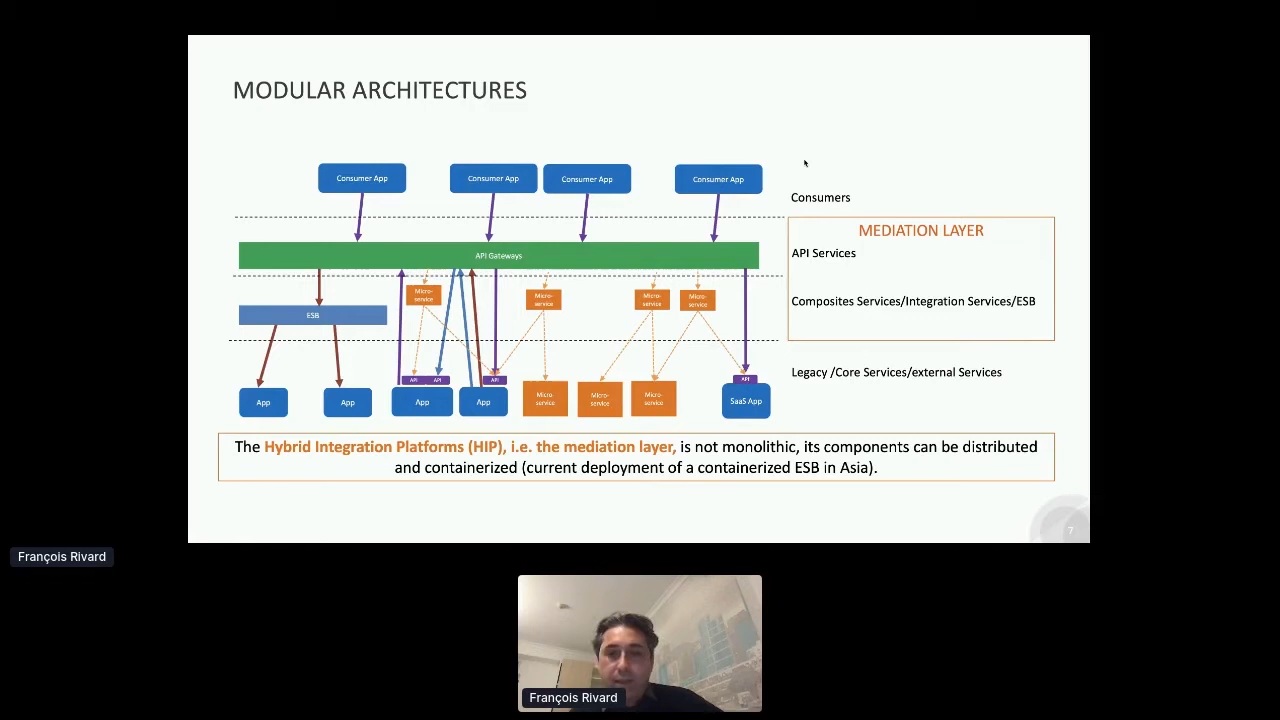 MODULAR ARCHITECTURES
Consumer App
Consumer App
Consumer App
Consumer App
Consumers
MEDIATION LAYER
API Gateways
API Services
Micro-
service
Micro-
service
Micro-
service
Micro-
service
Composites Services/Integration Services/ESB
ESB
API
API
API
API
Legacy /Core Services/external Services
App
App
App
App
Micro-
service
Micro-
service
Micro-
service
SaaS App
The Hybrid Integration Platforms (HIP), i.e. the mediation layer, is not monolithic, its components can be distributed
and containerized (current deployment of a containerized ESB in Asia).
7
François Rivard
François Rivard